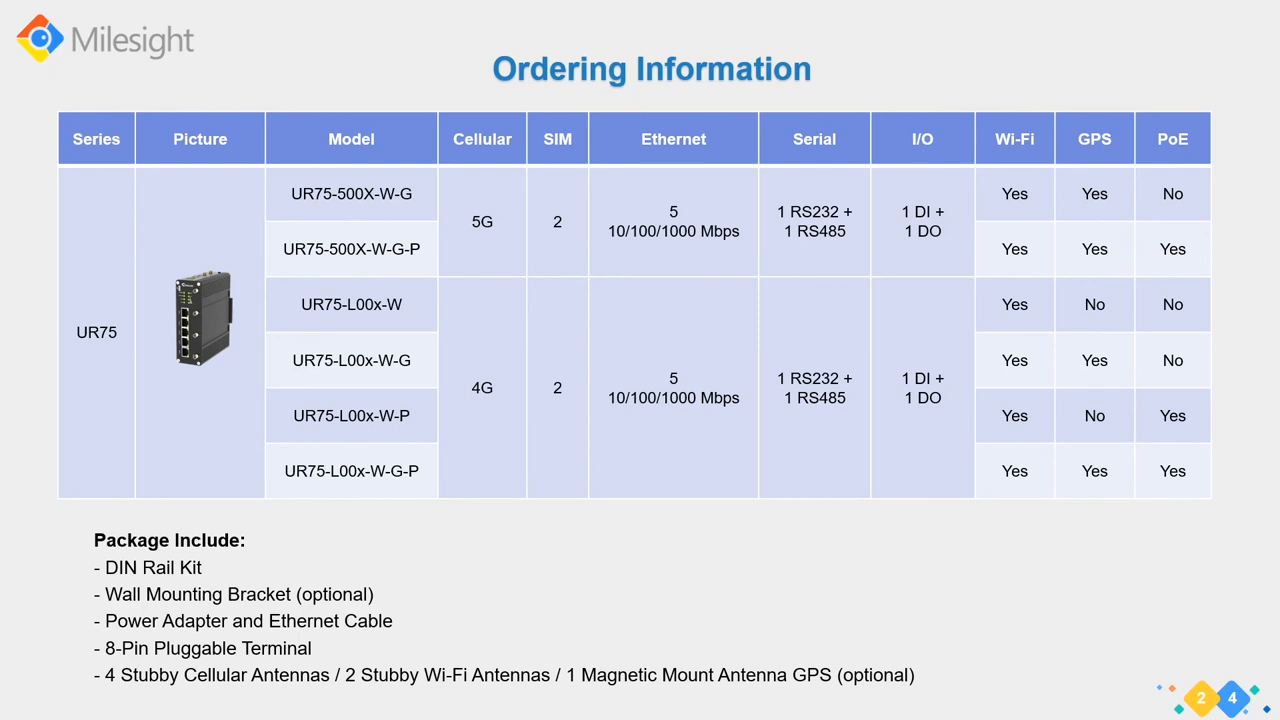 Milesight
Ordering Information
Series Picture Model Cellular SIM Ethernet Serial I/O Wi-Fi GPS PoE
UR75
UR75-500X-W-G
5G
2
5
10/100/1000 Mbps
1 RS232 +
1 RS485
1 DI +
1 DO
Yes Yes No
UR75-500X-W-G-P
Yes Yes Yes
UR75-L00x-W
4G
2
5
10/100/1000 Mbps
1 RS232 +
1 RS485
1 DI +
1 DO
Yes No No
UR75-L00x-W-G
Yes Yes No
UR75-L00x-W-P
Yes No Yes
UR75-L00x-W-G-P
Yes Yes Yes
Package Include:
- DIN Rail Kit
- Wall Mounting Bracket (optional)
- Power Adapter and Ethernet Cable
- 8-Pin Pluggable Terminal
- 4 Stubby Cellular Antennas / 2 Stubby Wi-Fi Antennas / 1 Magnetic Mount Antenna GPS (optional)
2 4